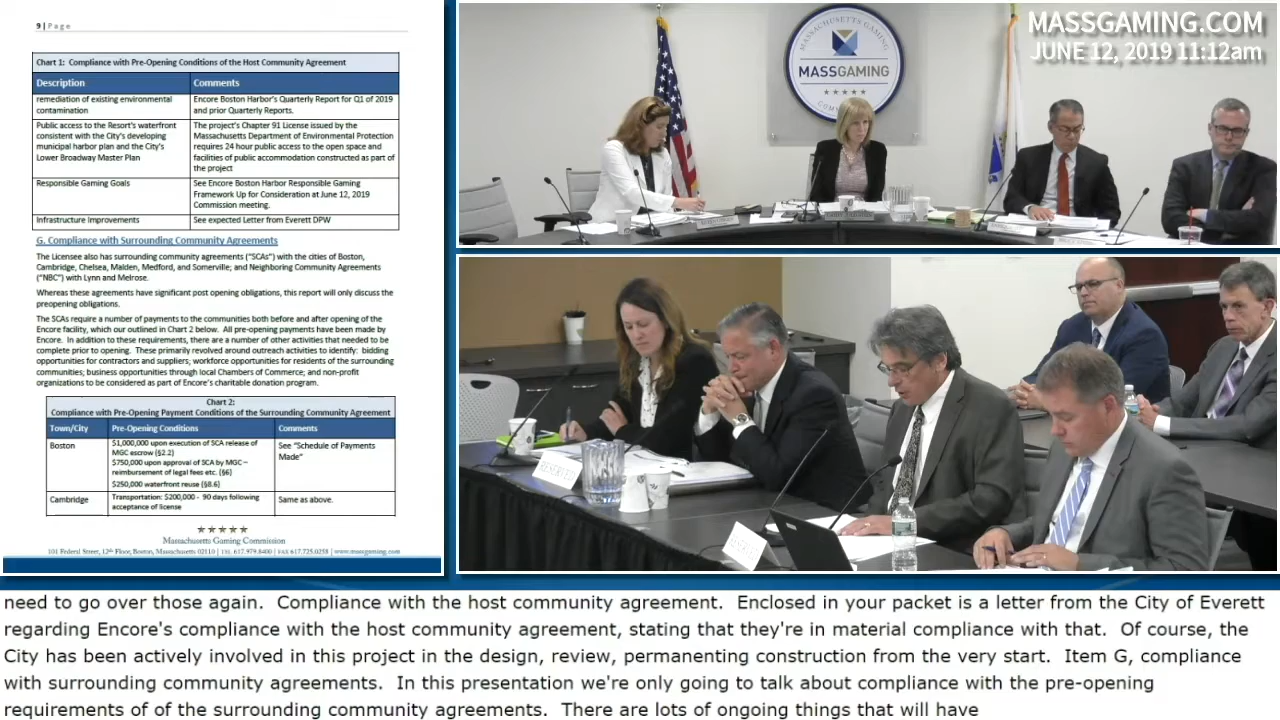 9 | Page
Chart 1: Compliance with Pre-Opening Conditions of the Host Community Agreement
Description Comments
remediation of existing environmental
contamination
Encore Boston Harbor's Quarterly Report for Q1 of 2019
and prior Quarterly Reports.
Public access to the Resort's waterfront
consistent with the City's developing
municipal harbor plan and the City's
Lower Broadway Master Plan
The project's Chapter 91 License issued by the
Massachusetts Department of Environmental Protection
requires 24 hour public access to the open space and
facilities of public accommodation constructed as part of
the project
Responsible Gaming Goals
See Encore Boston Harbor Responsible Gaming
Framework Up for Consideration at June 12, 2019
Commission meeting.
Infrastructure Improvements
See expected Letter from Everett DPW
G. Compliance with Surrounding Community Agreements
The Licensee also has surrounding community agreements ("SCAs") with the cities of Boston,
Cambridge, Chelsea, Malden, Medford, and Somerville; and Neighboring Community Agreements
("NBC") with Lynn and Melrose.
Whereas these agreements have significant post opening obligations, this report will only discuss the
preopening obligations.
The SCAs require a number of payments to the communities both before and after opening of the
Encore facility, which our outlined in Chart 2 below. All pre-opening payments have been made by
Encore. In addition to these requirements, there are a number of other activities that needed to be
complete prior to opening. These primarily revolved around outreach activities to identify: bidding
opportunities for contractors and suppliers; workforce opportunities for residents of the surrounding
communities; business opportunities through local Chambers of Commerce; and non-profit
organizations to be considered as part of Encore's charitable donation program.
Chart 2:
Compliance with Pre-Opening Payment Conditions of the Surrounding Community Agreement
Town/City Pre-Opening Conditions Comments
Boston
$1,000,000 upon execution of SCA release of
MGC escrow (§2.2)
$750,000 upon approval of SCA by MGC –
reimbursement of legal fees etc. (§6)
$250,000 waterfront reuse (§8.6)
See "Schedule of Payments
Made"
Cambridge
Transportation: $200,000 - 90 days following
acceptance of license
Same as above.
★★★★★
Massachusetts Gaming Commission
101 Federal Street, 12th Floor, Boston, Massachusetts 02110 | TEL 617.979.8400 | FAX 617.725.0258 | www.massgaming.com
MASSGAMING.COM
JUNE 12, 2019 11:12am
MASSACHUSETTS GAMING
MASSGAMING
★★★★★
RESERVED
need to go over those again. Compliance with the host community agreement. Enclosed in your packet is a letter from the City of Everett
regarding Encore's compliance with the host community agreement, stating that they're in material compliance with that. Of course, the
City has been actively involved in this project in the design, review, permanenting construction from the very start. Item G, compliance
with surrounding community agreements. In this presentation we're only going to talk about compliance with the pre-opening
requirements of of the surrounding community agreements. There are lots of ongoing things that will have